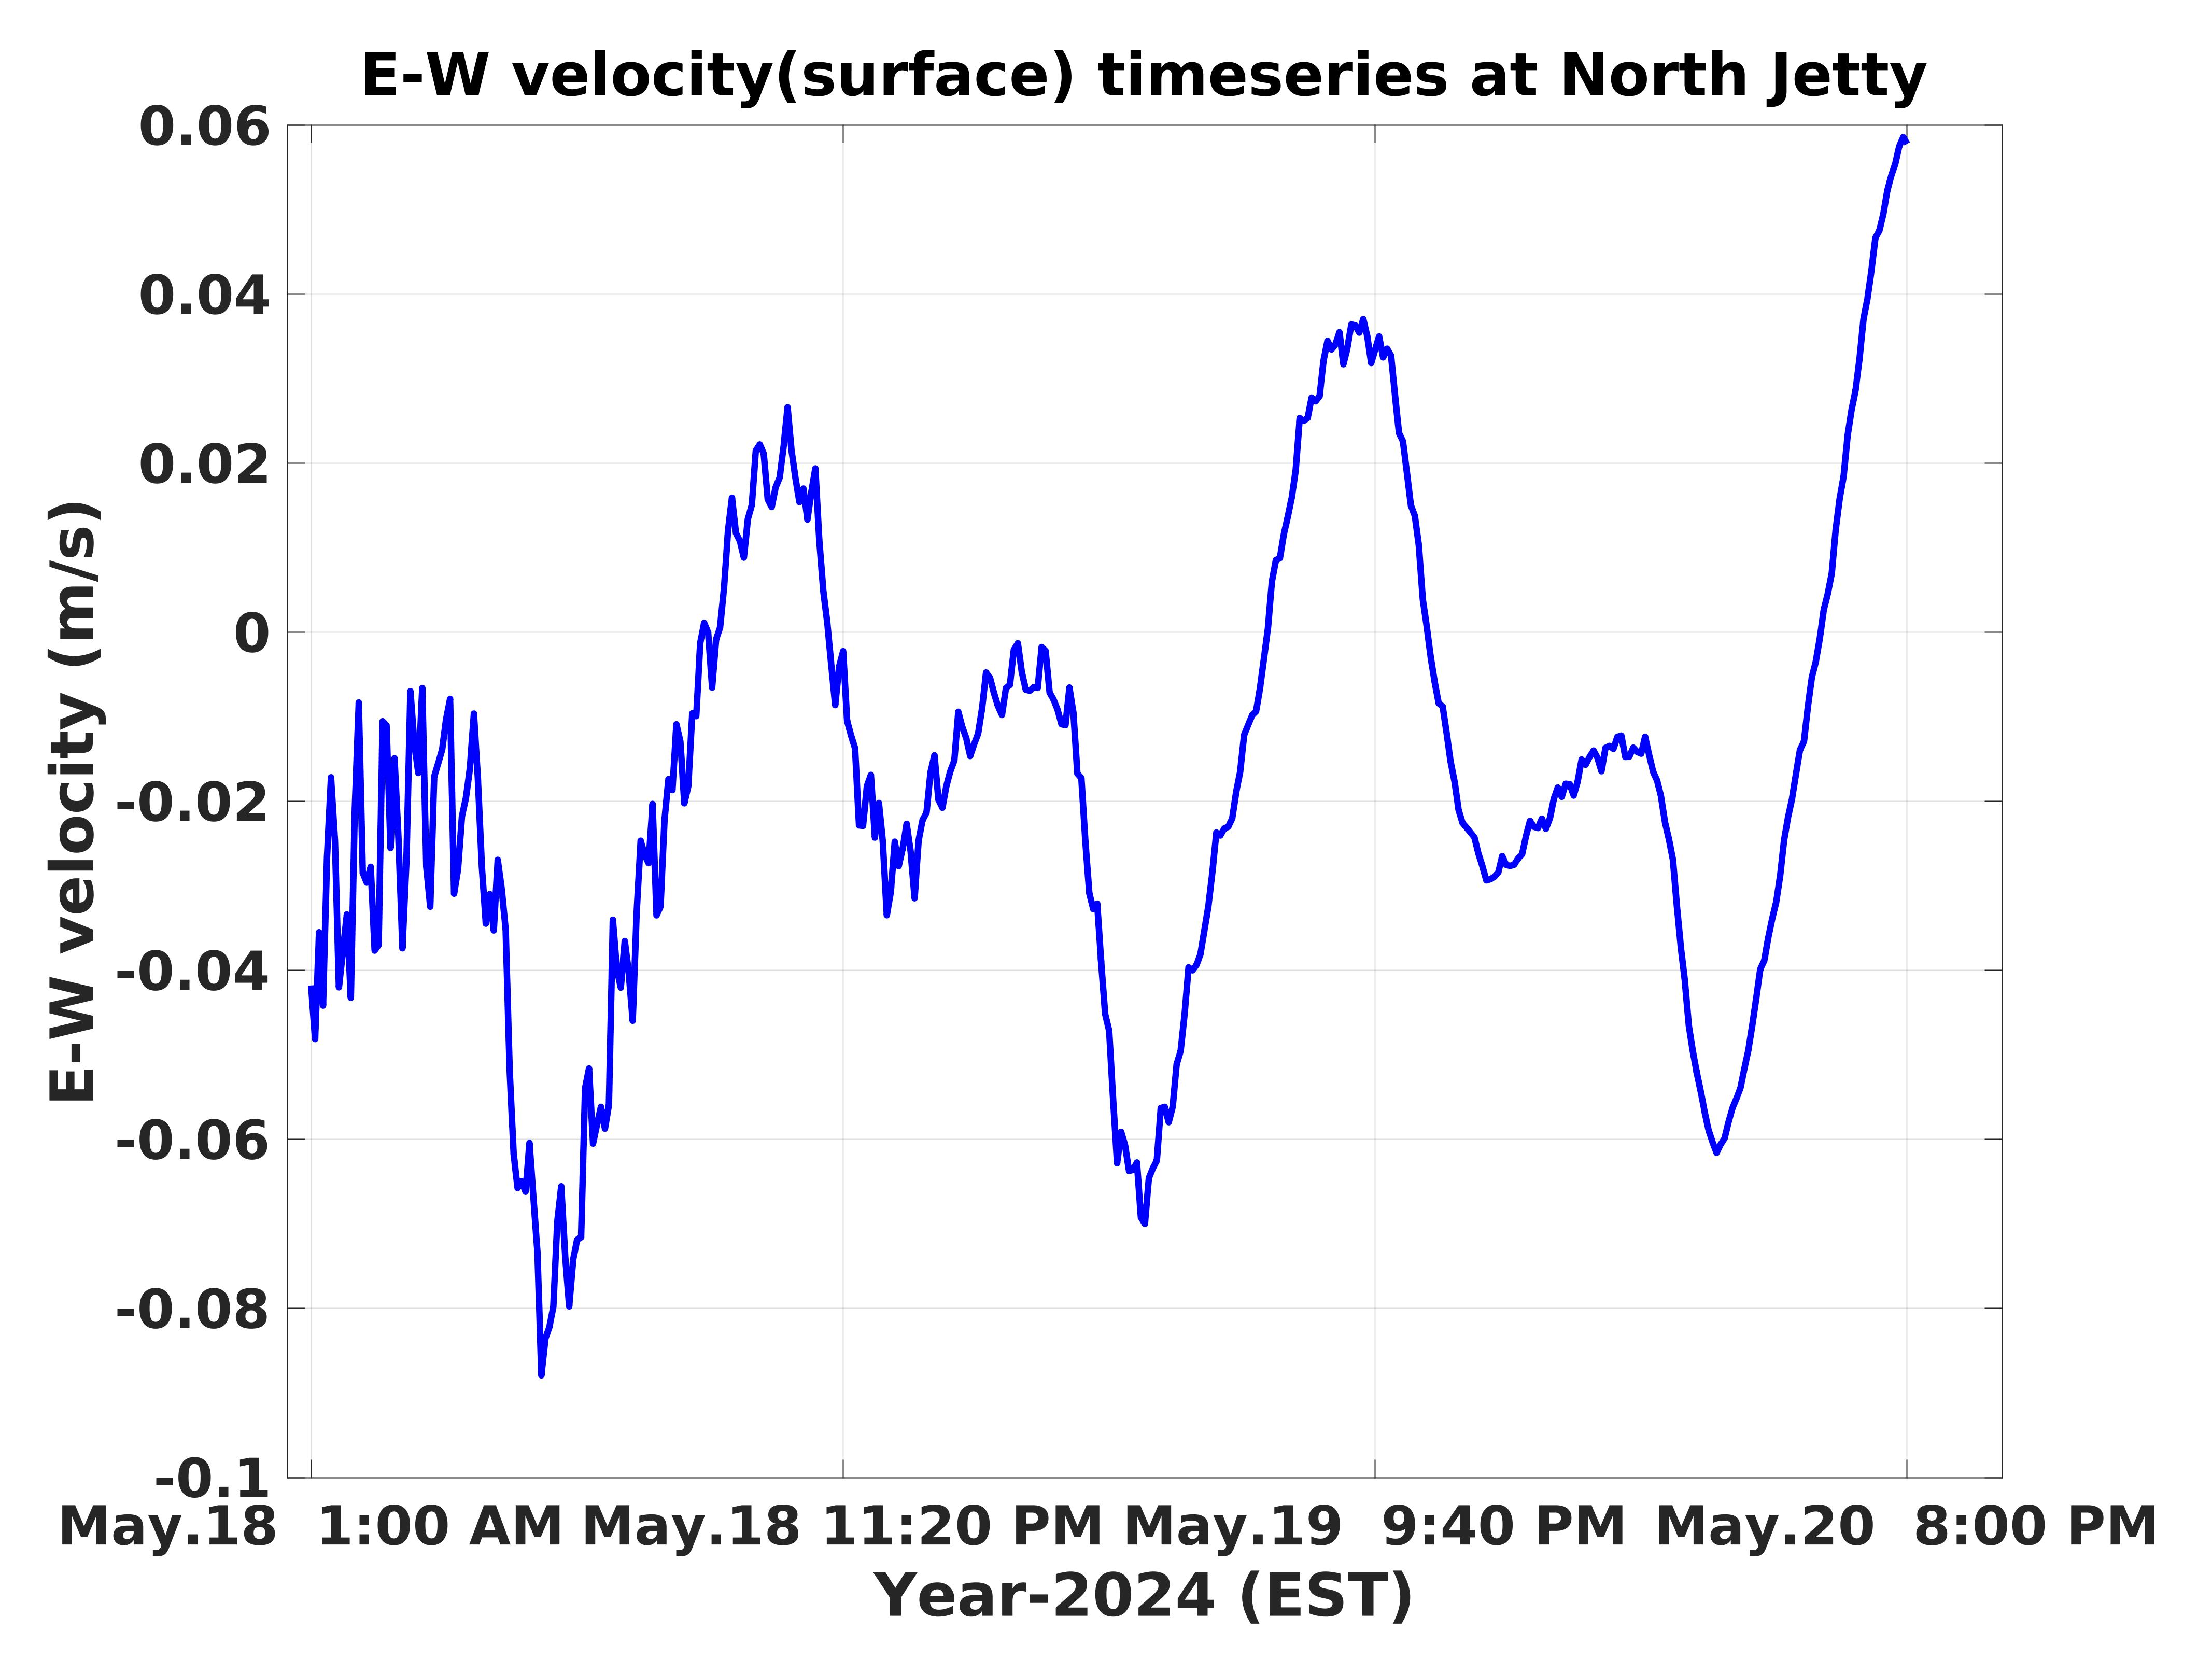 E-W velocity(surface) timeseries at North Jetty
0.06
0.04
0.02
0
-0.02
-0.04
-0.06
-0.08
-0.1
E-W velocity (m/s)
May.18 1:00 AM May.18 11:20 PM May.19 9:40 PM May.20 8:00 PM
Year-2024 (EST)